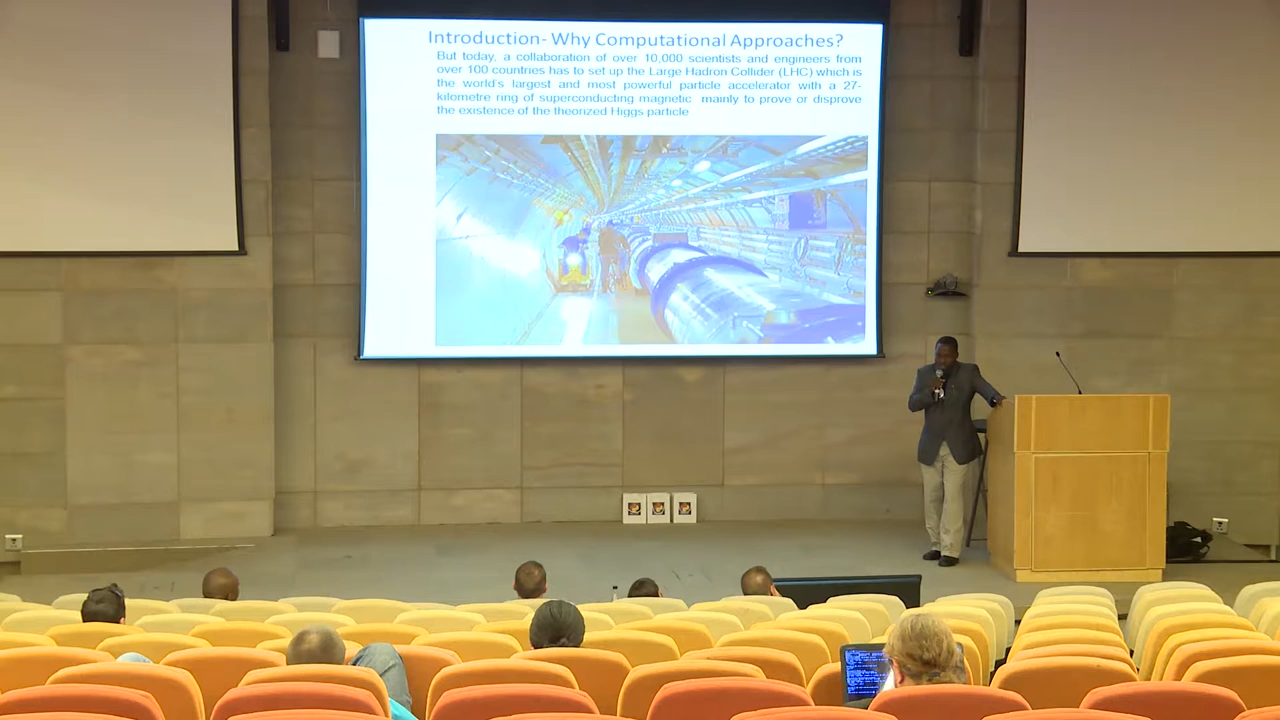 Introduction- Why Computational Approaches?
But today, a collaboration of over 10,000 scientists and engineers from
over 100 countries has to set up the Large Hadron Collider (LHC) which is
the world's largest and most powerful particle accelerator with a 27-
kilometre ring of superconducting magnetic mainly to prove or disprove
the existence of the theorized Higgs particle